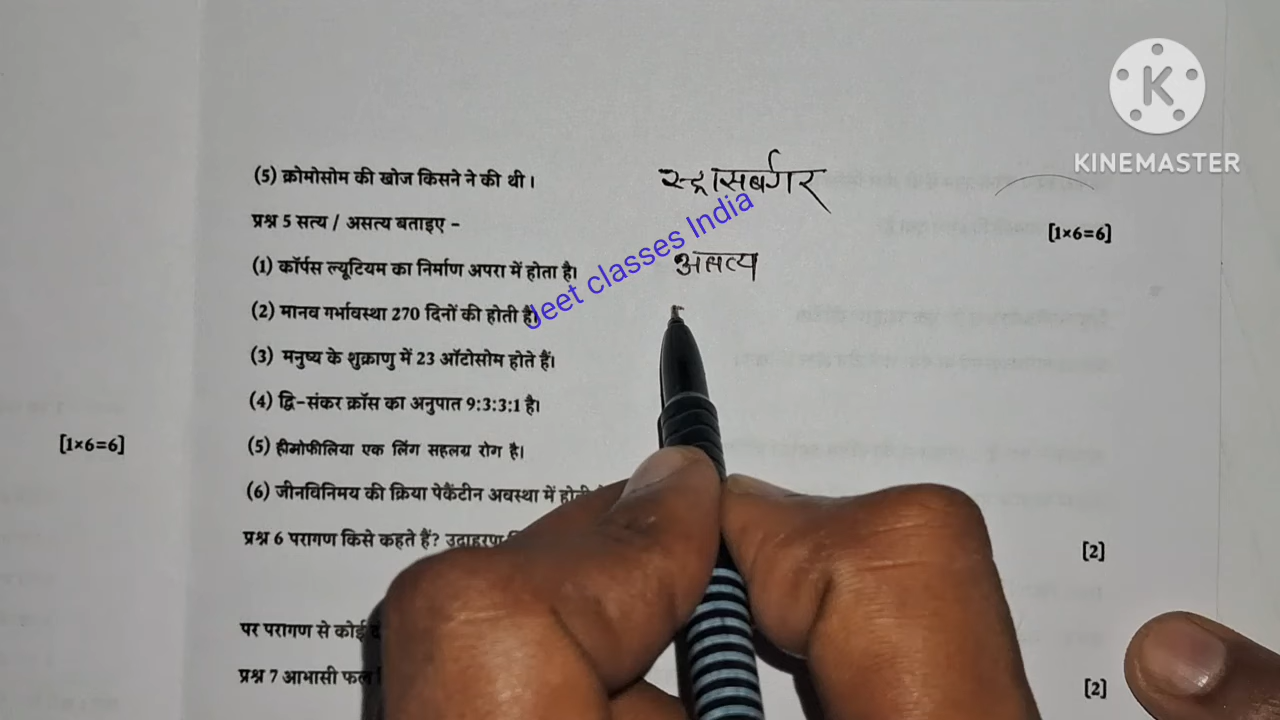 KINEMASTER
(5) क्रोमोसोम की खोज किसने ने की थी। स्ट्रासबर्गर
प्रश्न 5 सत्य / असत्य बताइए – [1×6=6]
(1) कॉर्पस ल्यूटियम का निर्माण अपरा में होता है। असत्य
Jeet classes India
(2) मानव गर्भावस्था 270 दिनों की होती है।
(3) मनुष्य के शुक्राणु में 23 ऑटोसोम होते हैं।
(4) द्वि-संकर क्रॉस का अनुपात 9:3:3:1 है।
[1×6=6]
(5) हीमोफीलिया एक लिंग सहलग्न रोग है।
(6) जीनविनिमय की क्रिया पेकैंटीन अवस्था में
प्रश्न 6 परागण किसे कहते हैं? उदाहरण [2]
पर परागण से कोई
प्रश्न 7 आभासी फल [2]